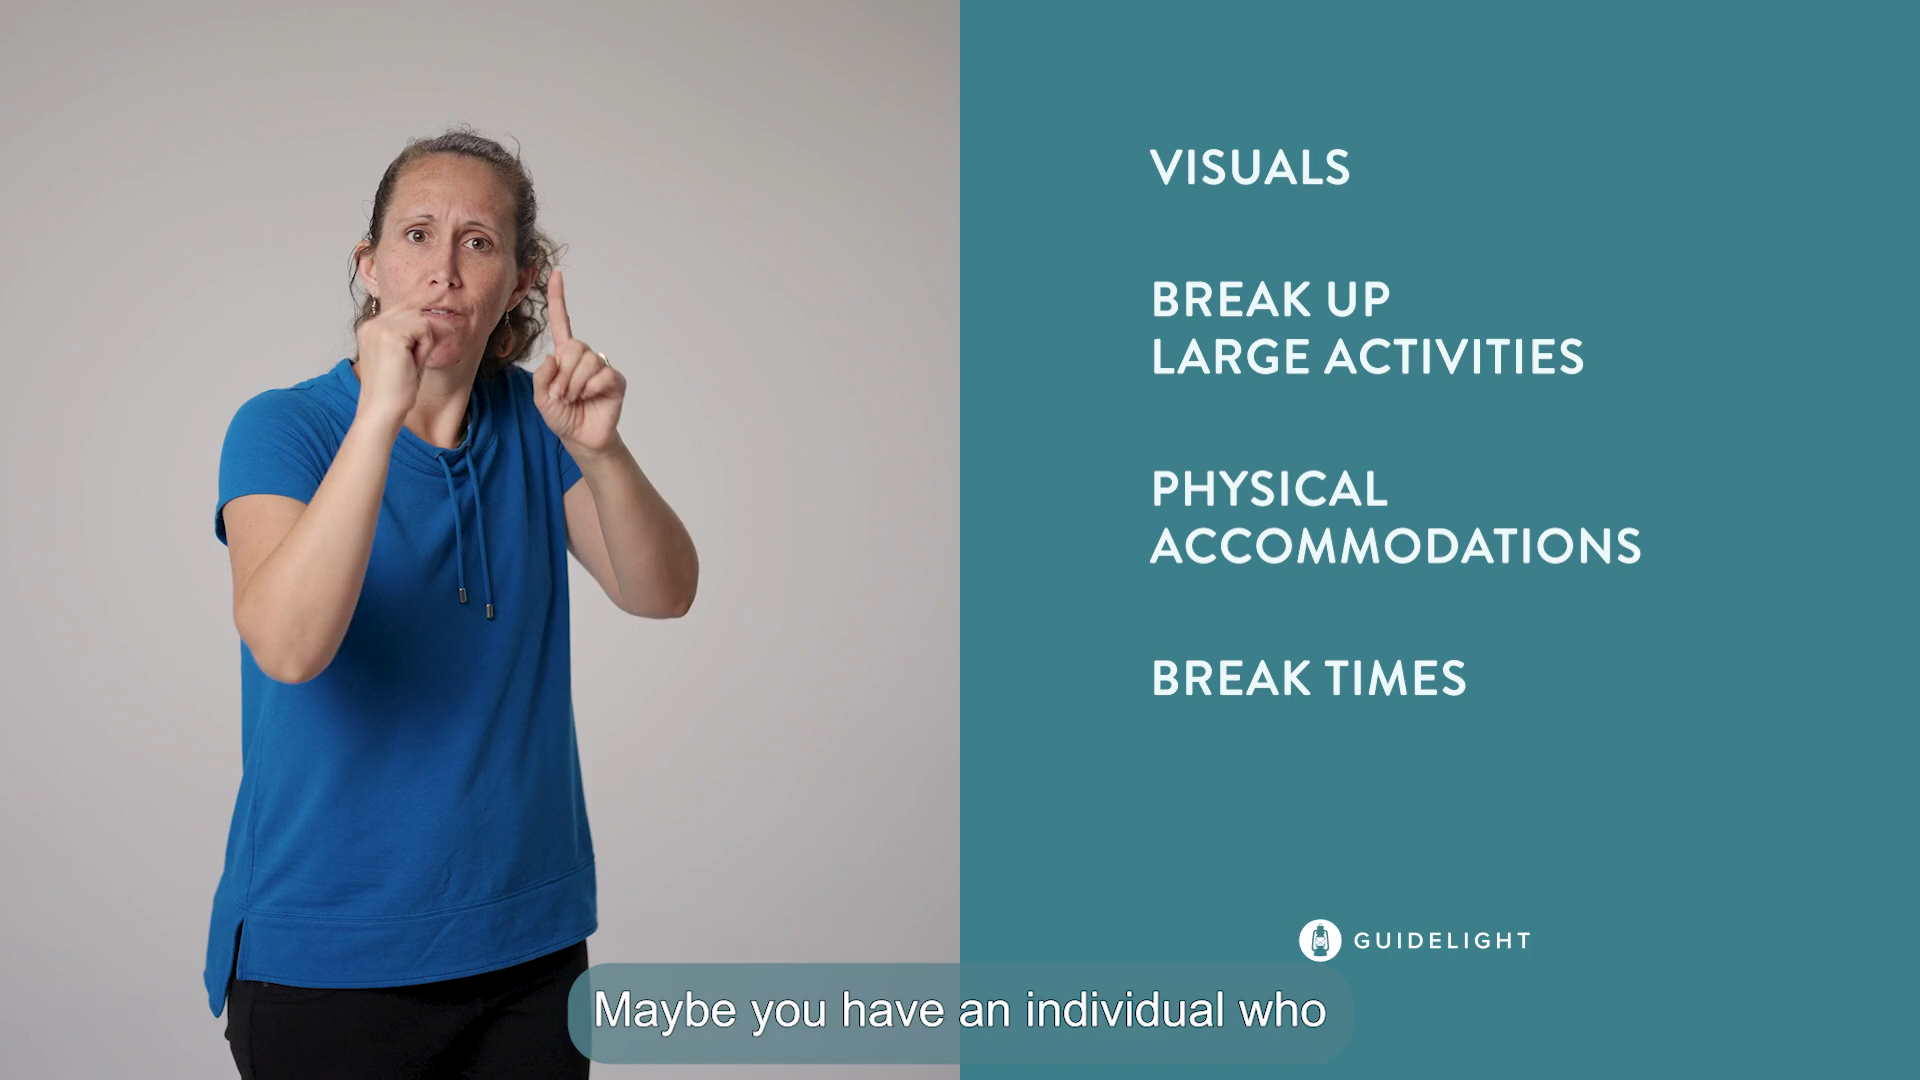 VISUALS
BREAK UP
LARGE ACTIVITIES
PHYSICAL
ACCOMMODATIONS
BREAK TIMES
GUIDELIGHT
Maybe you have an individual who